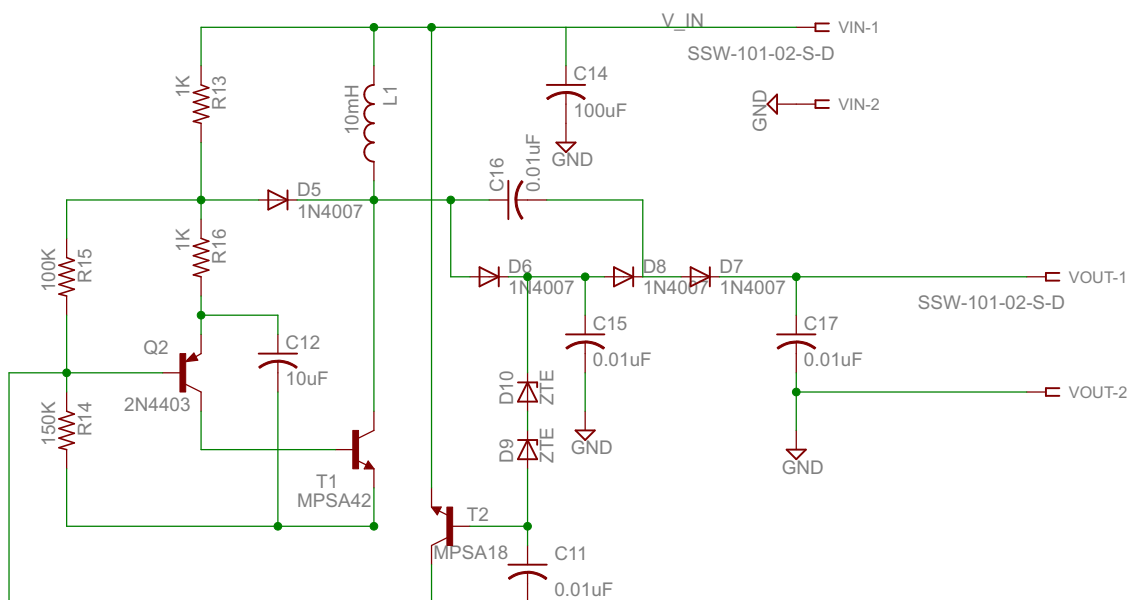 V_IN
VIN-1
SSW-101-02-S-D
1K
R13
10mH
L1
C14
100uF
GND
GND
VIN-2
C16
0.01uF
D5
1N4007
100K
R15
1K
R16
D6
1N4007
D8
1N4007
D7
1N4007
VOUT-1
SSW-101-02-S-D
Q2
2N4403
C12
10uF
C15
0.01uF
GND
C17
0.01uF
VOUT-2
GND
150K
R14
D10
ZTE
D9
ZTE
T1
MPSA42
T2
MPSA18
C11
0.01uF